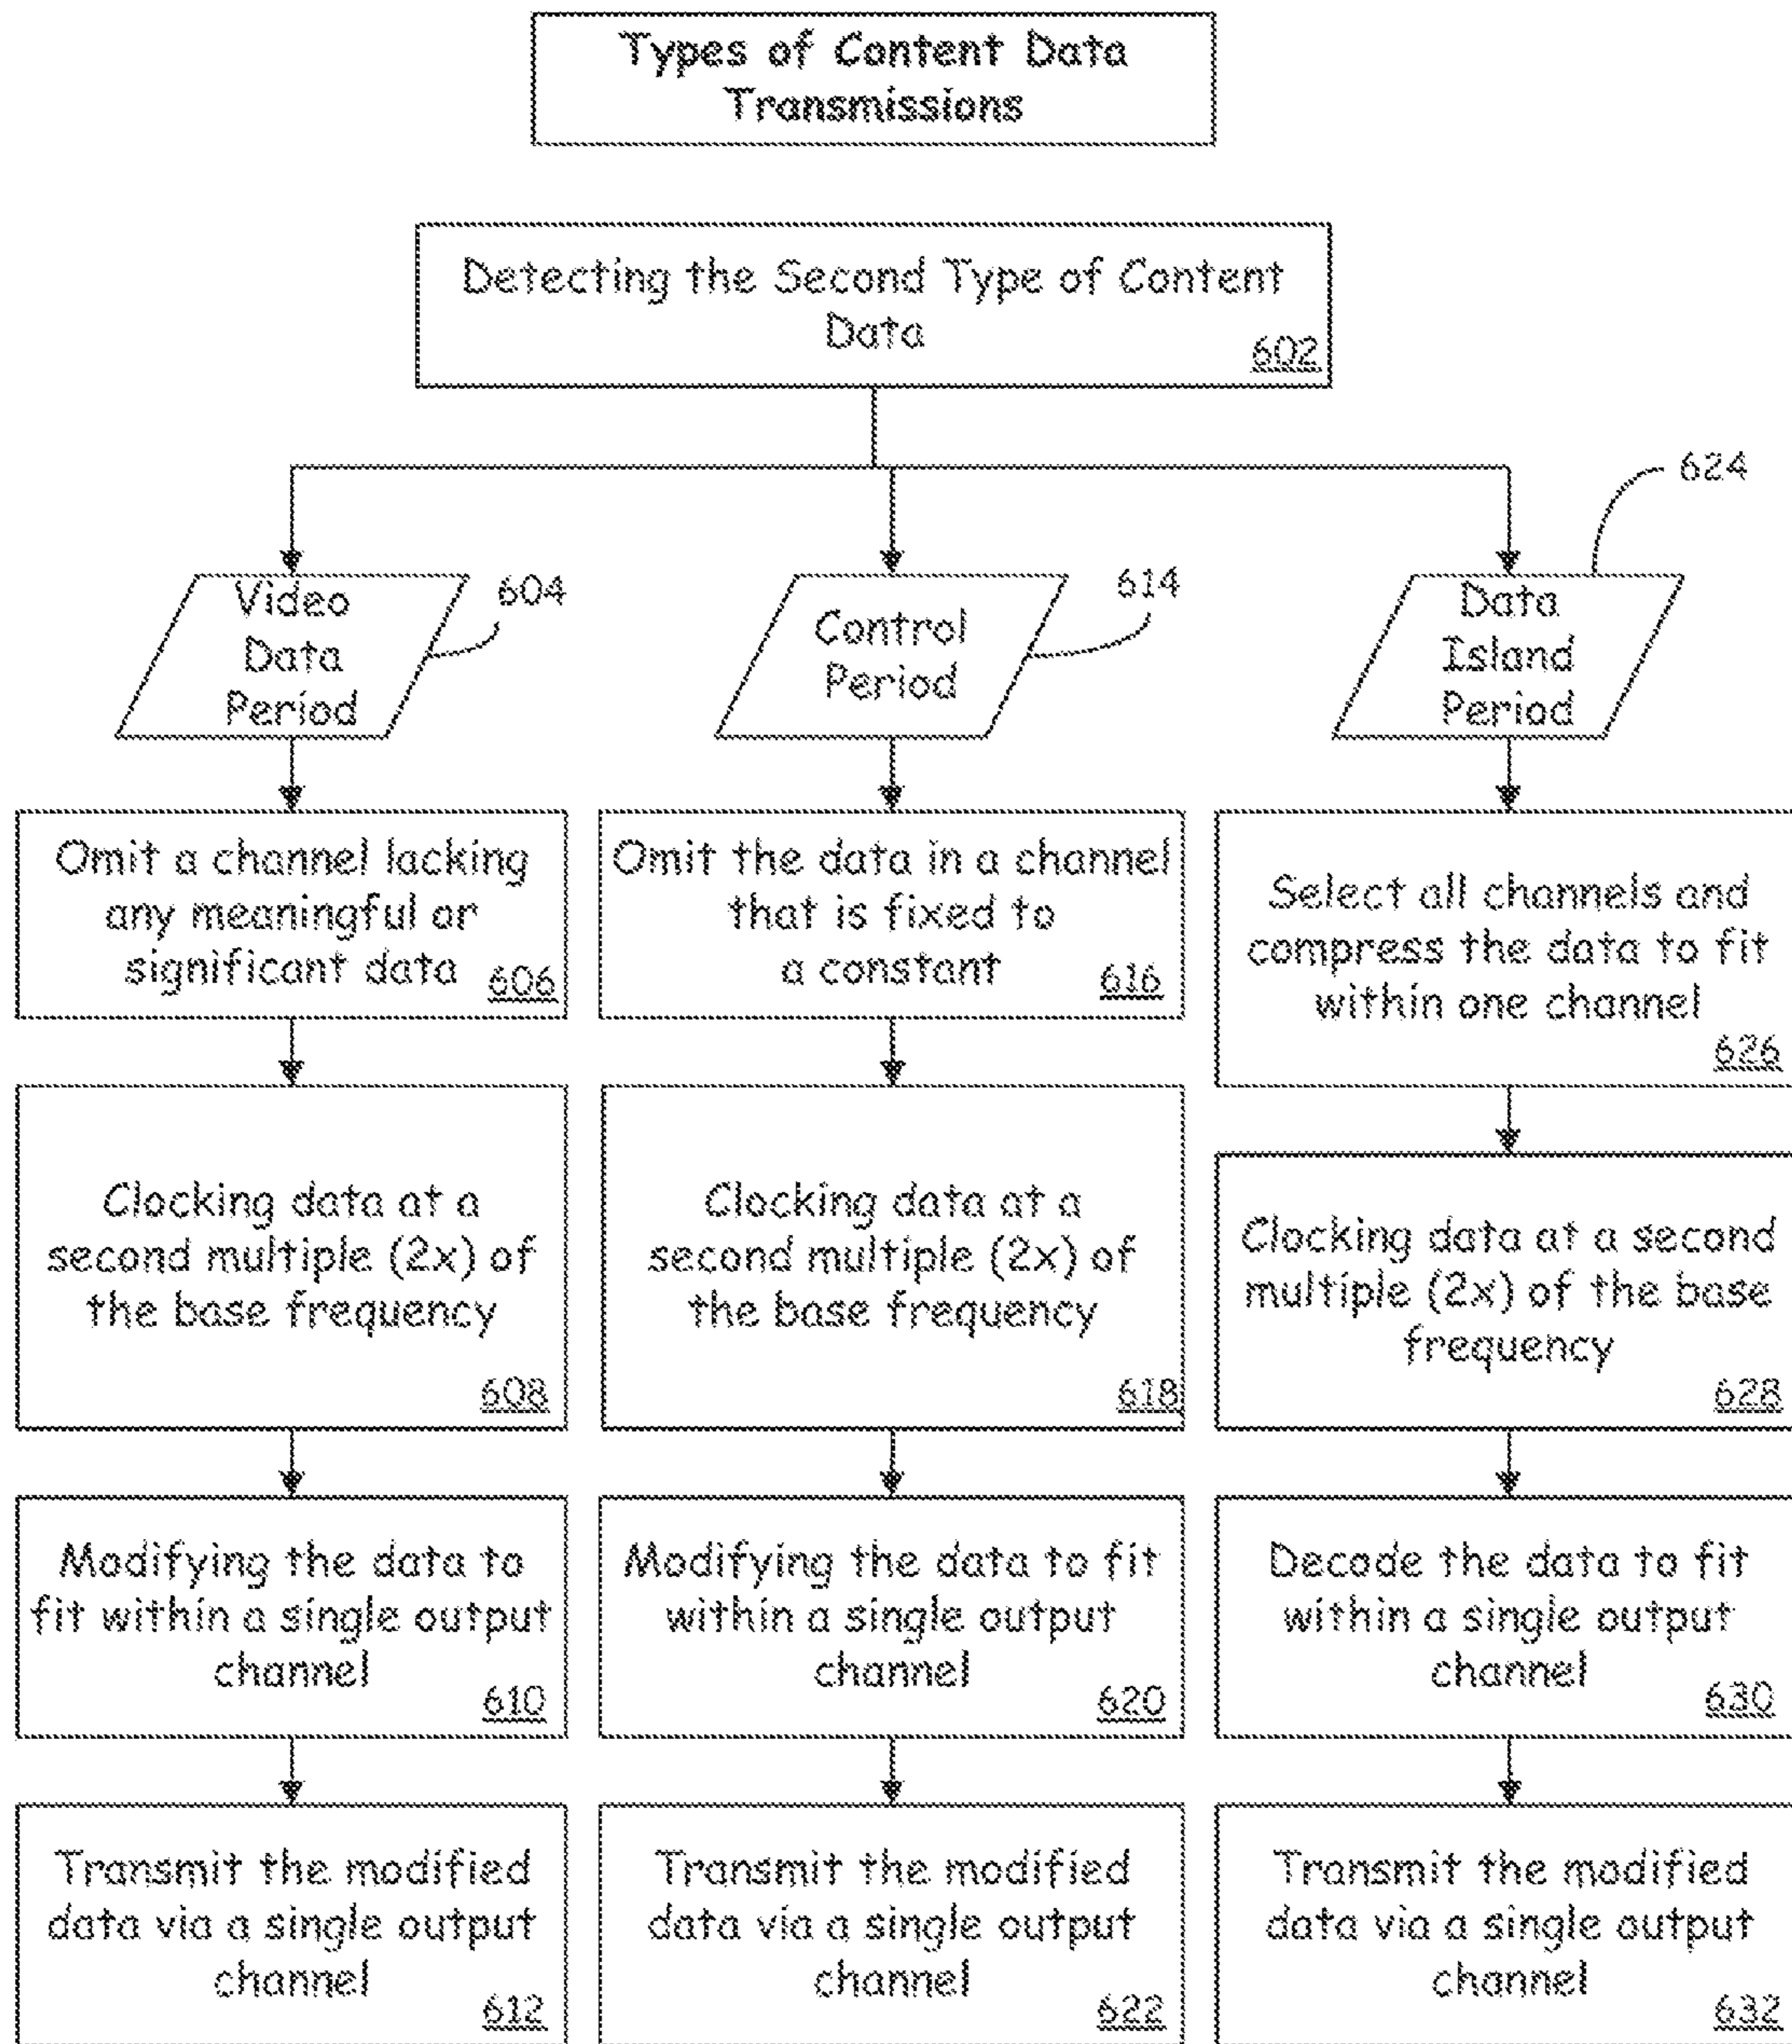 Types of Content Data
Transmissions
Detecting the Second Type of Content
Data
602
624
Video
Data
Period
604
Control
Period
614
Data
Island
Period
Omit a channel lacking
any meaningful or
significant data
606
Omit the data in a channel
that is fixed to
a constant
616
Select all channels and
compress the data to fit
within one channel
626
Clocking data at a
second multiple (2x) of
the base frequency
608
Clocking data at a
second multiple (2x) of
the base frequency
618
Clocking data at a second
multiple (2x) of the base
frequency
628
Modifying the data to
fit within a single output
channel
610
Modifying the data to fit
within a single output
channel
620
Decode the data to fit
within a single output
channel
630
Transmit the modified
data via a single output
channel
612
Transmit the modified
data via a single output
channel
622
Transmit the modified
data via a single output
channel
632